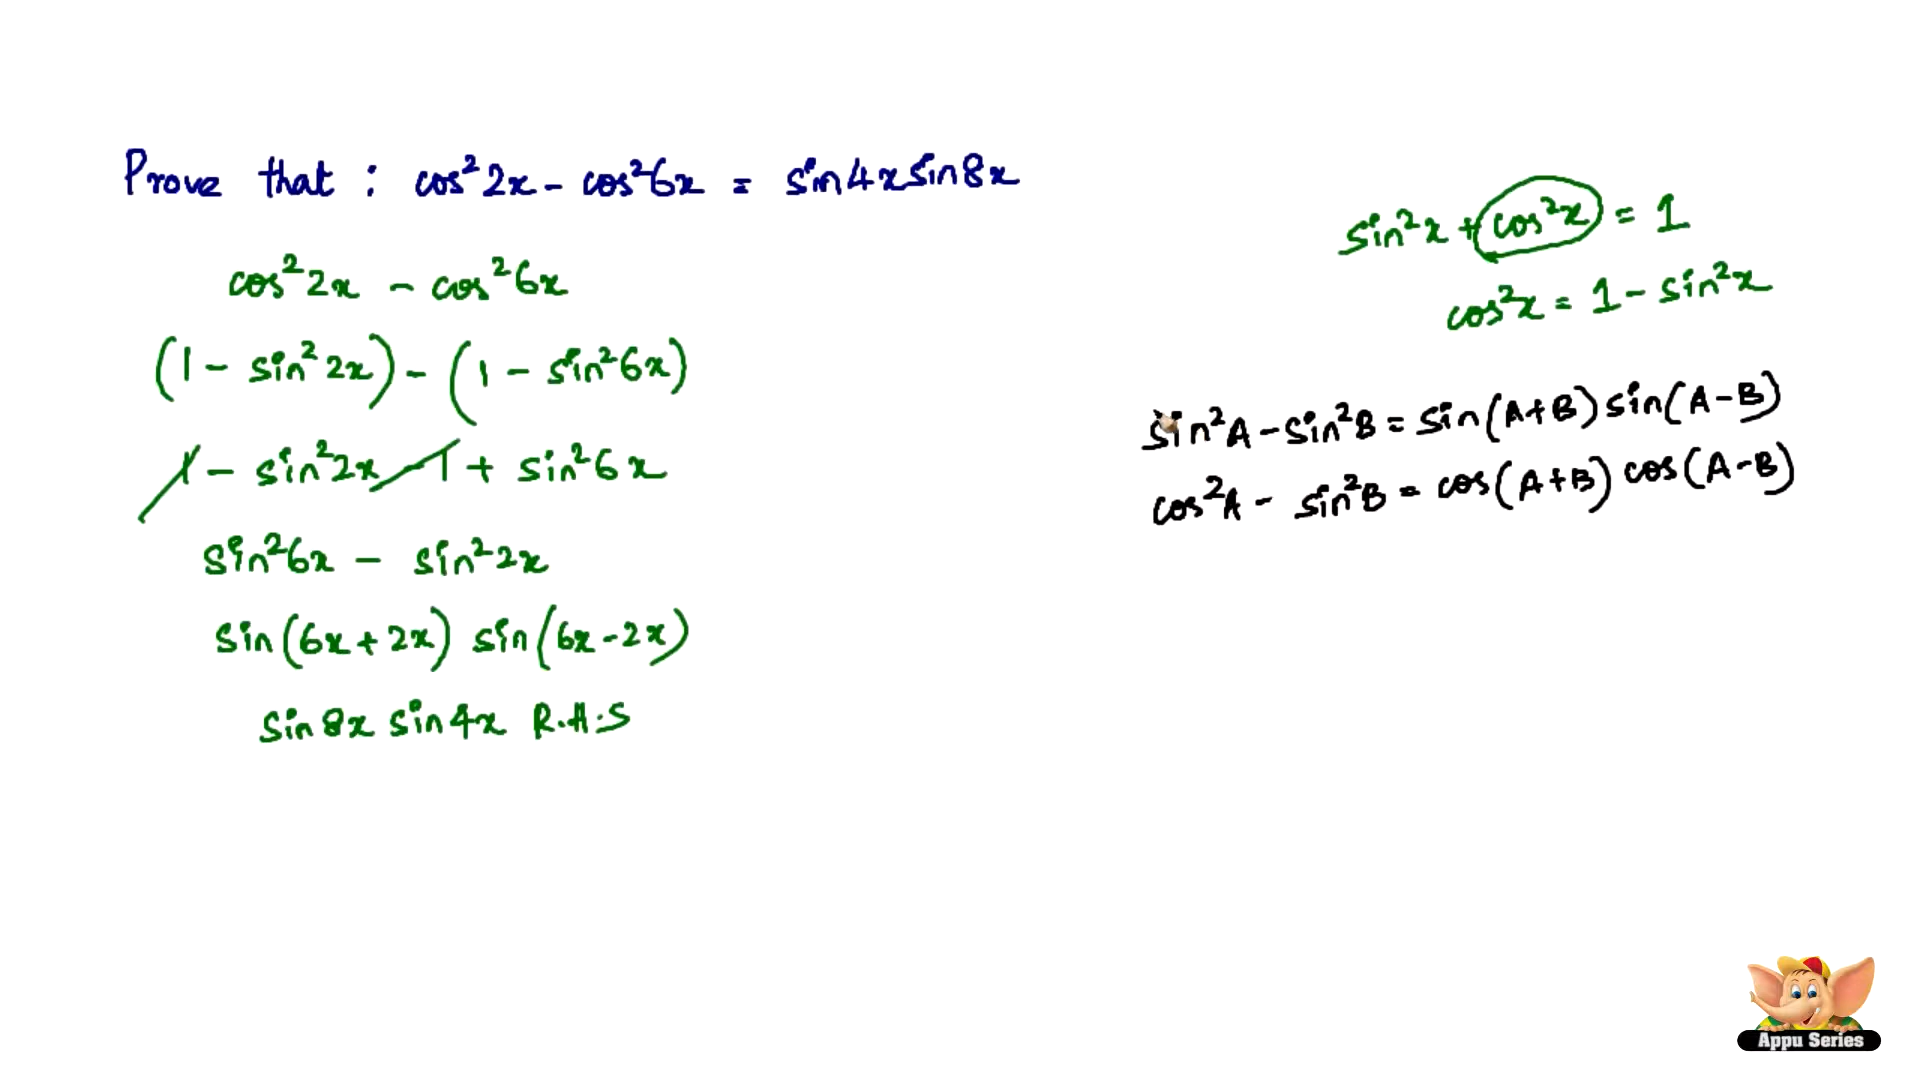 Prove that : cos²2x - cos²6x = sin4xsin8x
cos²2x - cos²6x
(1 - sin²2x) - (1 - sin²6x)
1 - sin²2x - 1 + sin²6x
sin²6x - sin²2x
sin(6x+2x) sin(6x-2x)
sin8x sin4x R.H.S
sin²x + cos²x = 1
cos²x = 1 - sin²x
sin²A - sin²B = sin(A+B) sin(A-B)
cos²A - sin²B = cos(A+B) cos(A-B)
Appu Series